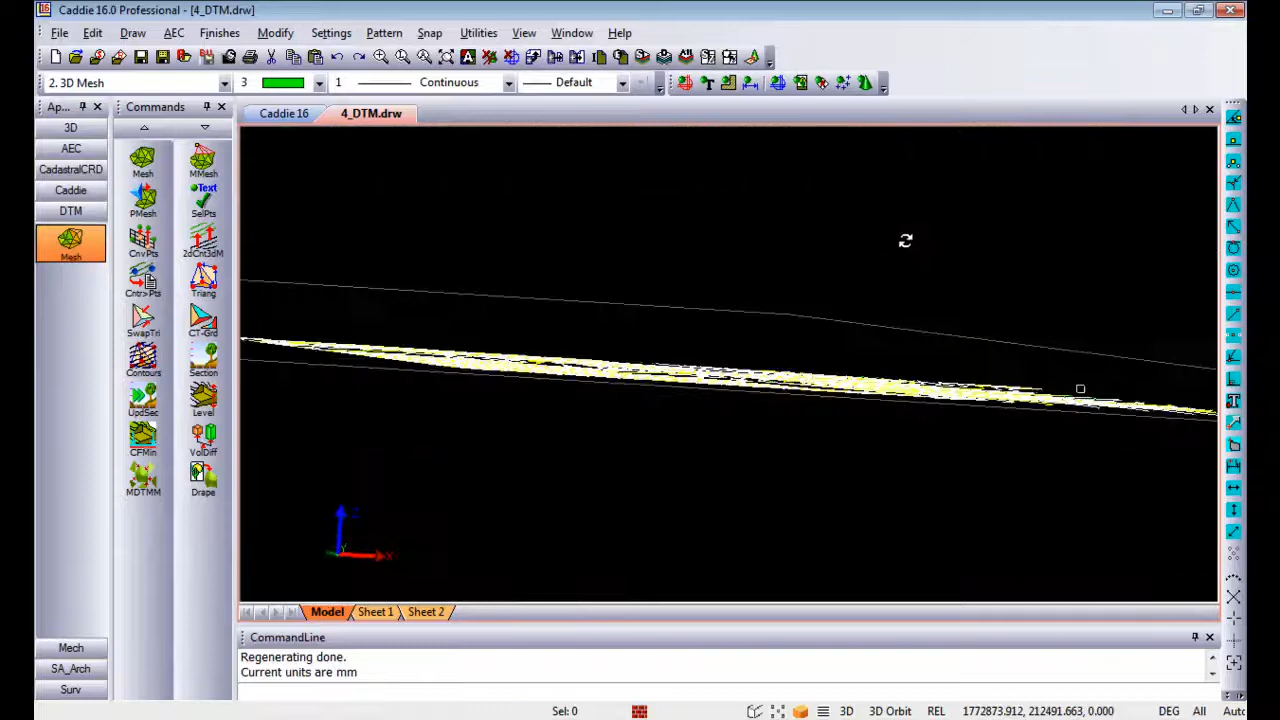 Caddie 16.0 Professional - [4_DTM.drw]
File Edit Draw AEC Finishes Modify Settings Pattern Snap Utilities View Window Help
2. 3D Mesh 3 1 Continuous Default
Ap... Commands Caddie 16 4_DTM.drw
3D
AEC
CadastralCRD
Caddie
DTM
Mesh
Mech
SA_Arch
Surv
Mesh MMesh
Text
PMesh SelPts
CnvPts 2dCnt3dM
Cntr>Pts Triang
SwapTri CT-Grd
Contours Section
UpdSec Level
CFMin VolDiff
MDTMM Drape
Z
Y
X
Model Sheet 1 Sheet 2
CommandLine
Regenerating done.
Current units are mm
Sel: 0 3D 3D Orbit REL 1772873.912, 212491.663, 0.000 DEG All Auto